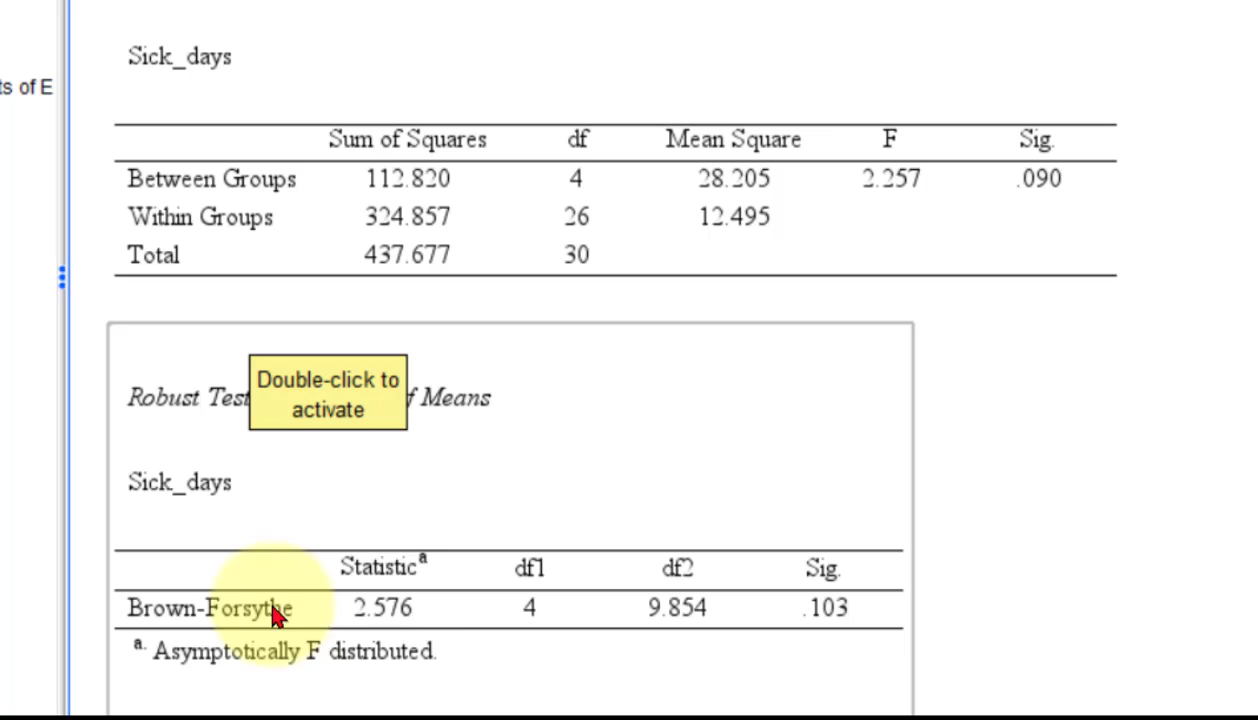 Sick_days
ts of E
Sum of Squares df Mean Square F Sig.
Between Groups 112.820 4 28.205 2.257 .090
Within Groups 324.857 26 12.495
Total 437.677 30
Double-click to
activate
Robust Test f Means
Sick_days
Statistic a df1 df2 Sig.
Brown-Forsythe 2.576 4 9.854 .103
a. Asymptotically F distributed.